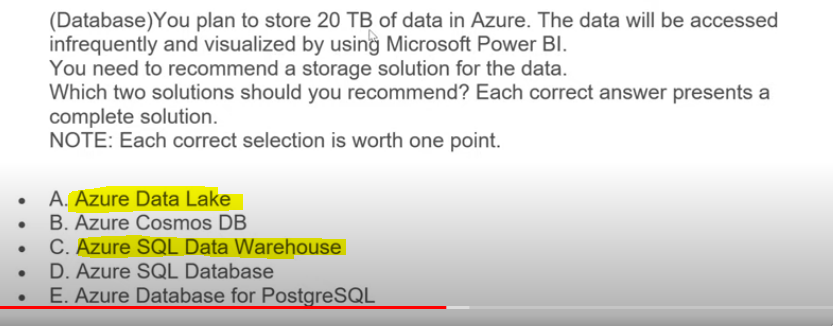 (Database)You plan to store 20 TB of data in Azure. The data will be accessed
infrequently and visualized by using Microsoft Power BI.
You need to recommend a storage solution for the data.
Which two solutions should you recommend? Each correct answer presents a
complete solution.
NOTE: Each correct selection is worth one point.
• A. Azure Data Lake
• B. Azure Cosmos DB
• C. Azure SQL Data Warehouse
• D. Azure SQL Database
• E. Azure Database for PostgreSQL